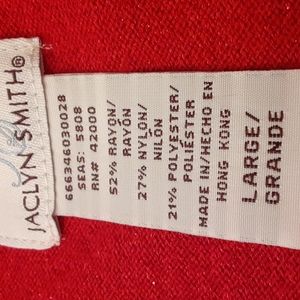 JACLYN SMITH®
666346030028
SEAS: 5808
RN# 42000
52% RAYON/
RAYÓN
27% NYLON/
NILÓN
21% POLYESTER/
POLIÉSTER
MADE IN/HECHO EN
HONG KONG
LARGE/
GRANDE